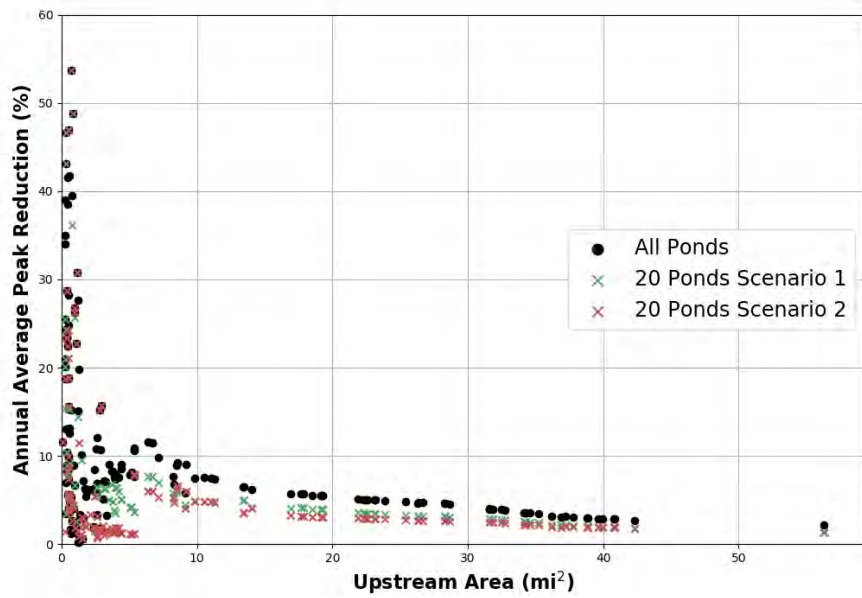 Annual Average Peak Reduction (%)
60
50
40
30
20
10
0
All Ponds
20 Ponds Scenario 1
20 Ponds Scenario 2
0 10 20 30 40 50
Upstream Area (mi²)